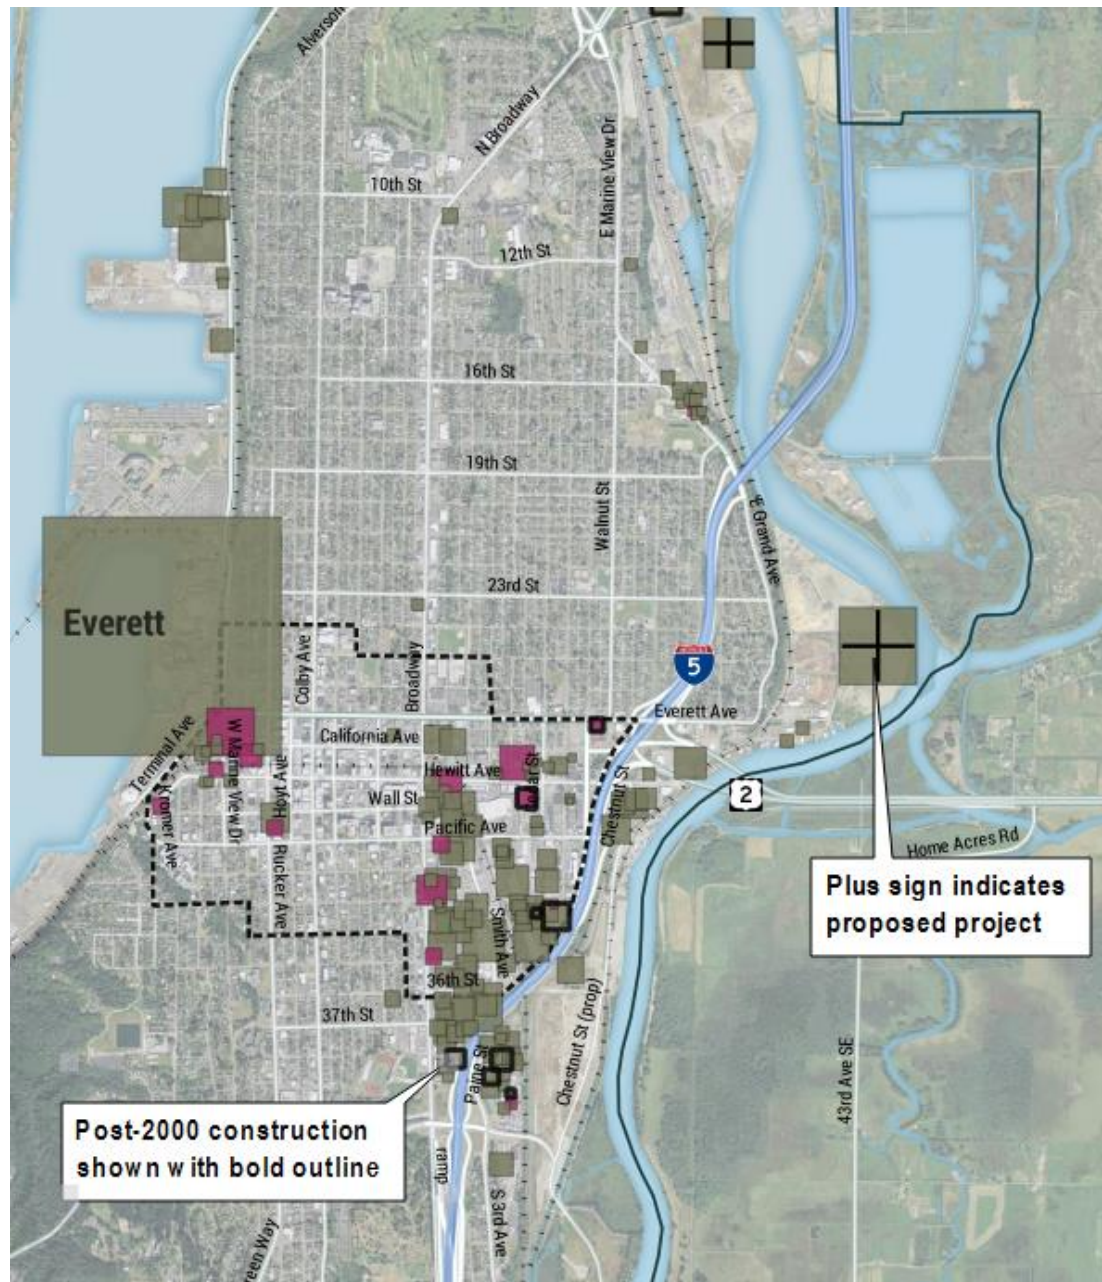 Alverson
N Broadway
E Marine View Dr
10th St
12th St
16th St
19th St
Walnut St
E Grand Ave
23rd St
Everett
5
Colby Ave
Broadway
Everett Ave
Terminal Ave
W Marine View Dr
California Ave
Hewitt Ave
Hoyt Ave
Wall St
Chestnut St
2
Kromer Ave
Pacific Ave
Home Acres Rd
Rucker Ave
Plus sign indicates
proposed project
Smith Ave
36th St
37th St
Chestnut St (prop)
Paine St
43rd Ave SE
Post-2000 construction
shown with bold outline
ramp
S 3rd Ave